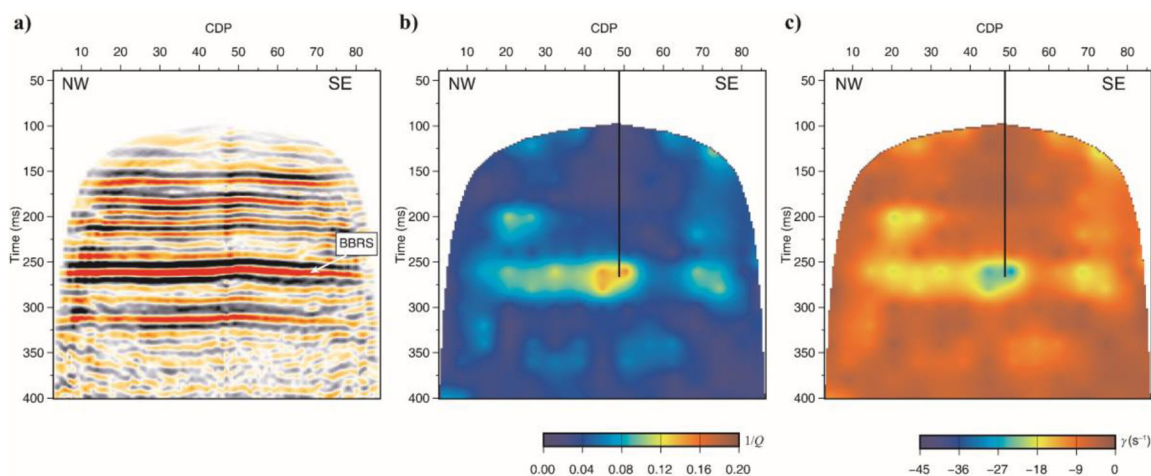 a)
CDP
10 20 30 40 50 60 70 80
NW SE
Time (ms)
50
100
150
200
250
300
350
400
BBRS
b)
CDP
10 20 30 40 50 60 70 80
NW SE
Time (ms)
50
100
150
200
250
300
350
400
0.00 0.04 0.08 0.12 0.16 0.20
1/Q
c)
CDP
10 20 30 40 50 60 70 80
NW SE
Time (ms)
50
100
150
200
250
300
350
400
−45 −36 −27 −18 −9 0
γ (s⁻¹)